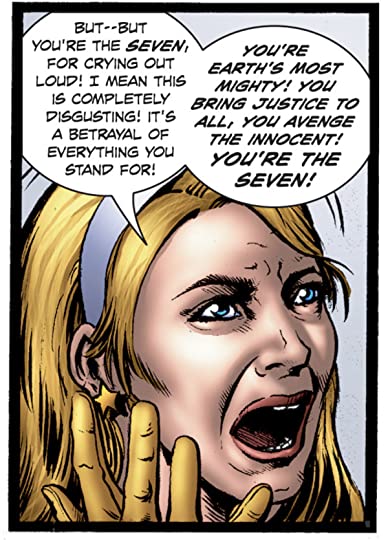 BUT--BUT
YOU'RE THE SEVEN,
FOR CRYING OUT
LOUD! I MEAN THIS
IS COMPLETELY
DISGUSTING! IT'S
A BETRAYAL OF
EVERYTHING YOU
STAND FOR!
YOU'RE
EARTH'S MOST
MIGHTY! YOU
BRING JUSTICE TO
ALL, YOU AVENGE
THE INNOCENT!
YOU'RE THE
SEVEN!